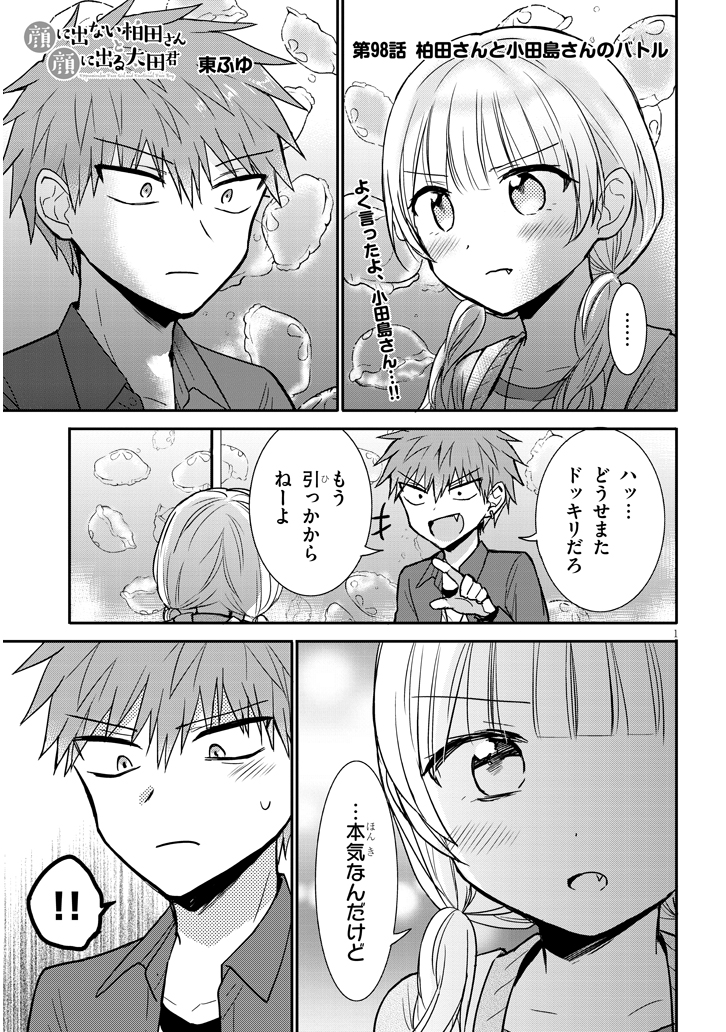 第98話 柏田さんと小田島さんのバトル
顔に出ない柏田さんと
顔に出る太田君
東ふゆ
よく言ったよ、小田島さん…!!
……
ハッ…
どうせまた
ドッキリだろ
もう
引っかから
ねーよ
ひ
1
…本気なんだけど
ほんき
!!